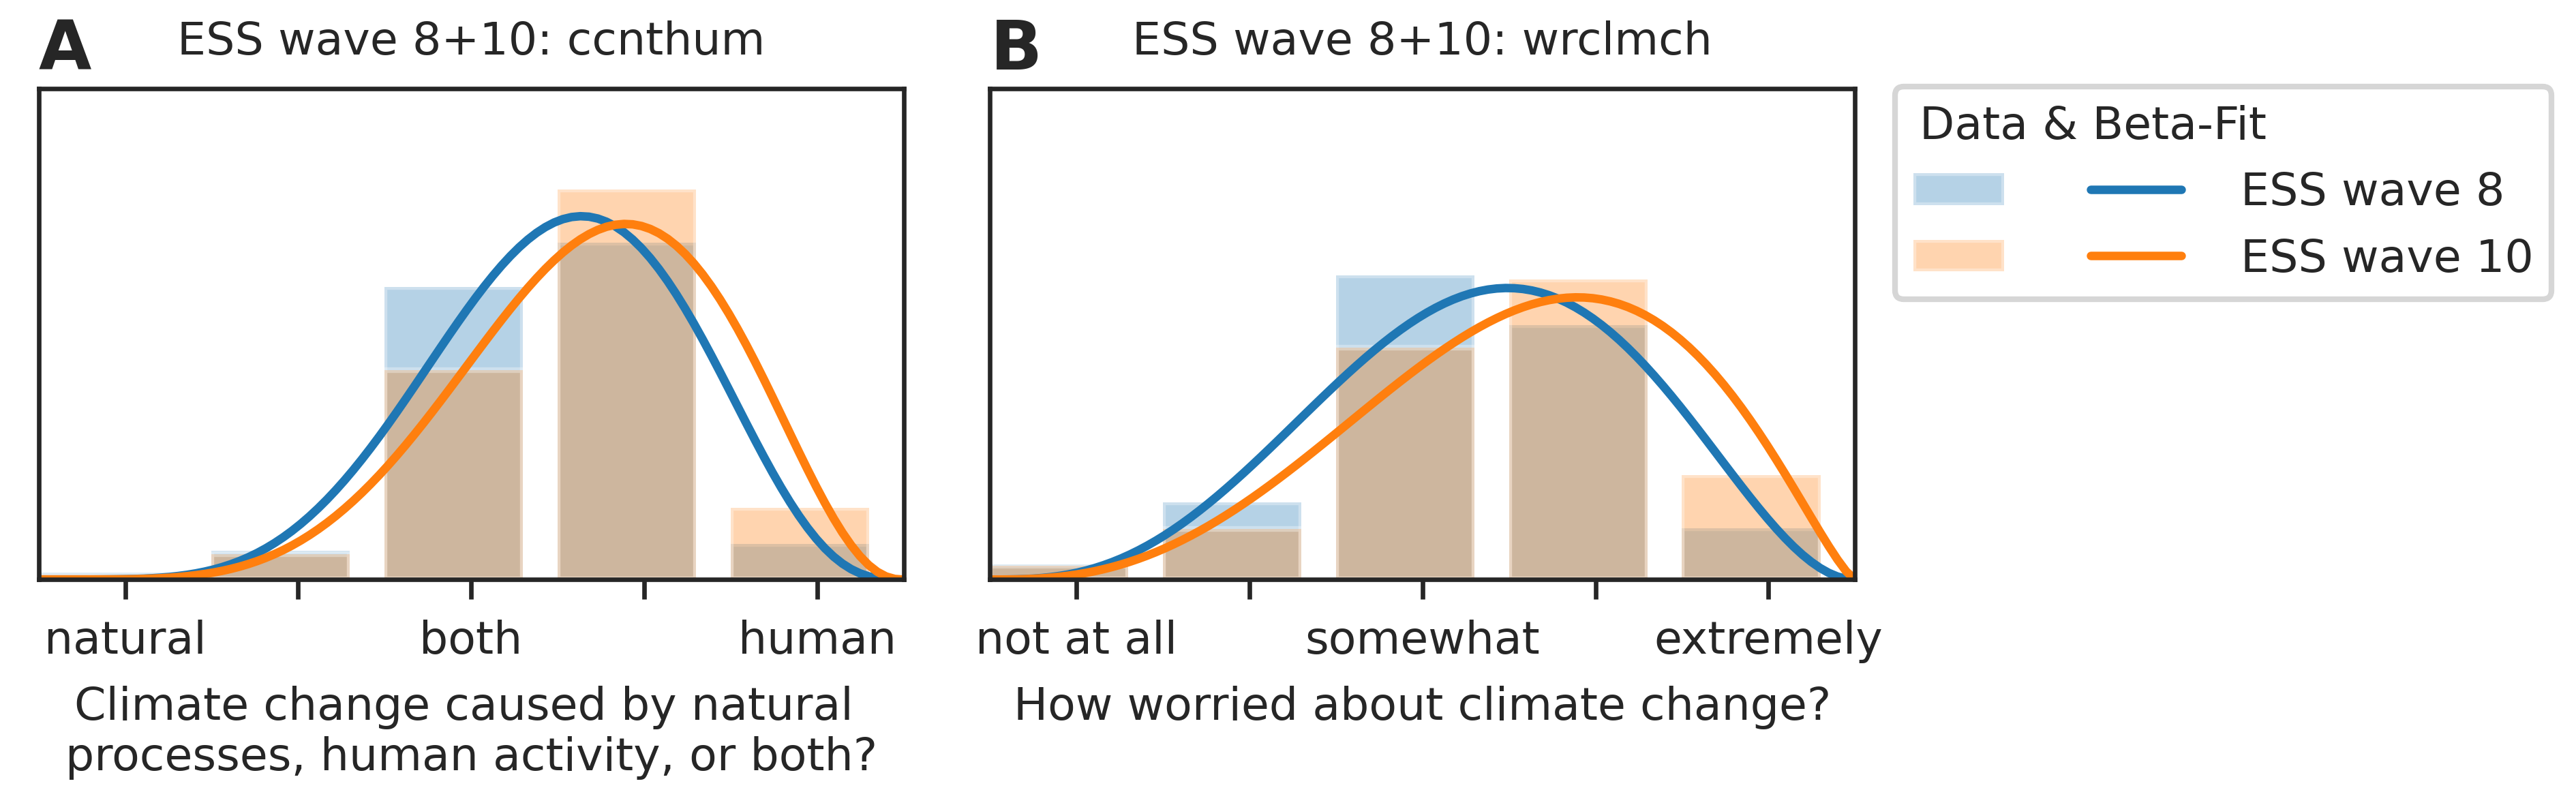 A
ESS wave 8+10: ccnthum
natural
both
human
Climate change caused by natural
processes, human activity, or both?
B
ESS wave 8+10: wrclmch
not at all
somewhat
extremely
How worried about climate change?
Data & Beta-Fit
ESS wave 8
ESS wave 10